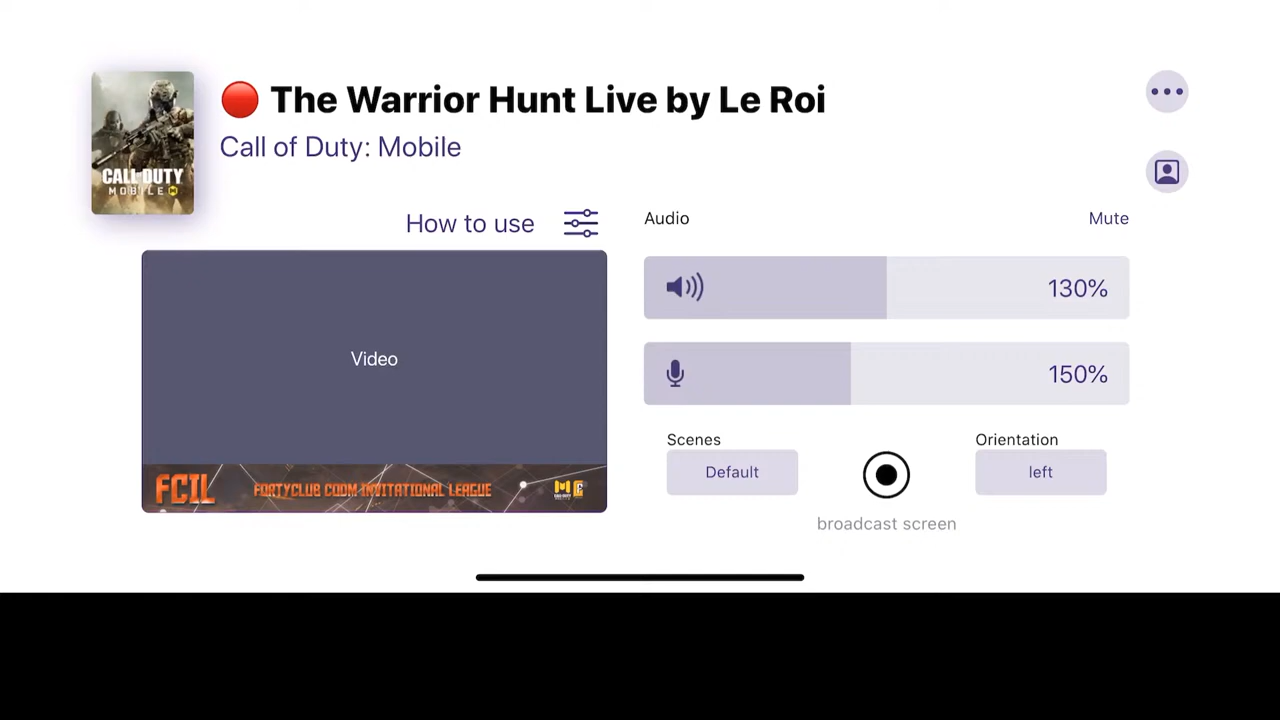 🔴 The Warrior Hunt Live by Le Roi
Call of Duty: Mobile
CALL OF DUTY
MOBILE
How to use
Audio
Mute
130%
Video
150%
Scenes
Orientation
Default
left
FCIL
FORTYCLUB CODM INVITATIONAL LEAGUE
broadcast screen